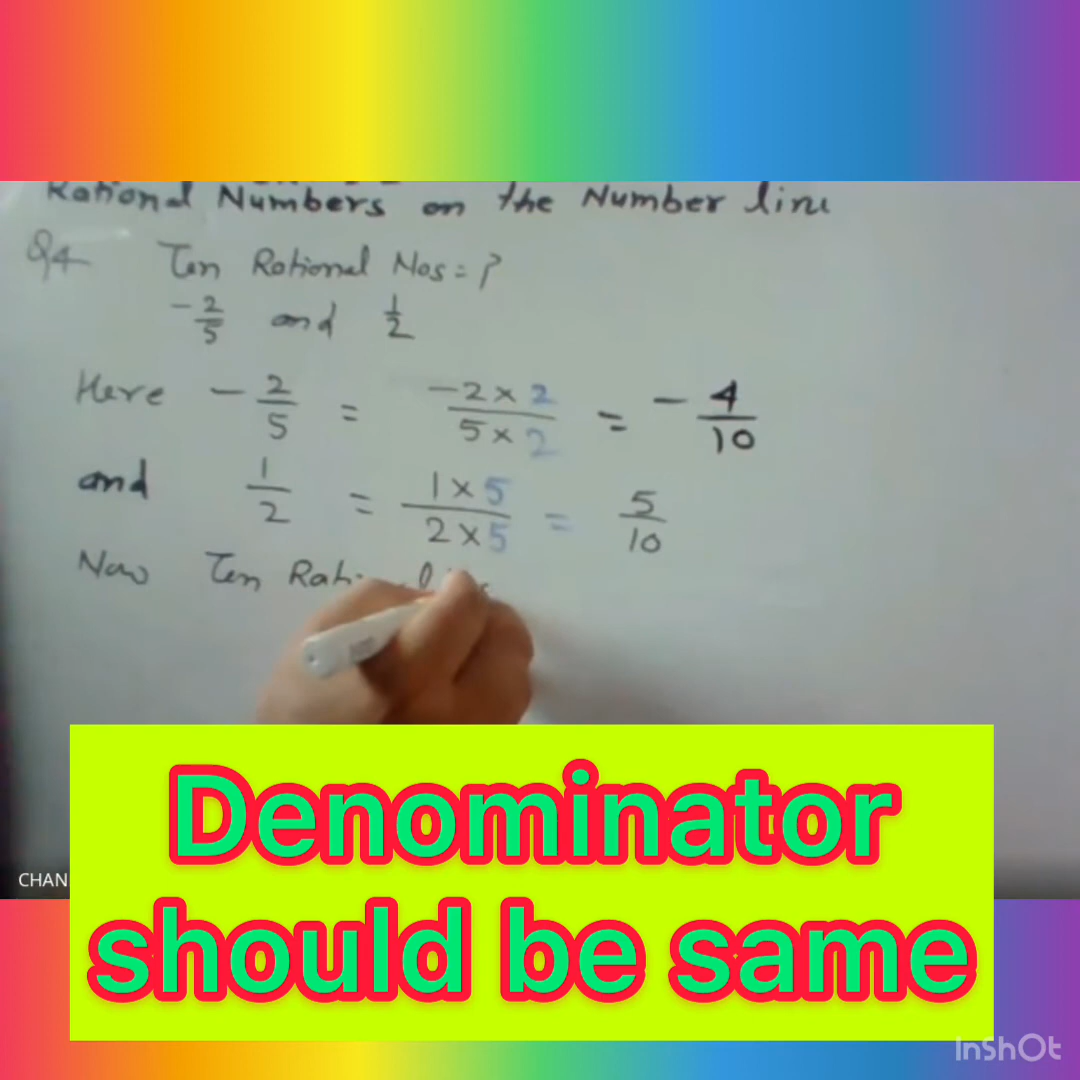 Rational Numbers on the Number line
Q4 Ten Rational Nos = ?
-2/5 and 1/2
Here - 2/5 = -2 × 2/5 × 2 = - 4/10
and 1/2 = 1 × 5/2 × 5 = 5/10
Now Ten
CHAN
Denominator
should be same
InShOt